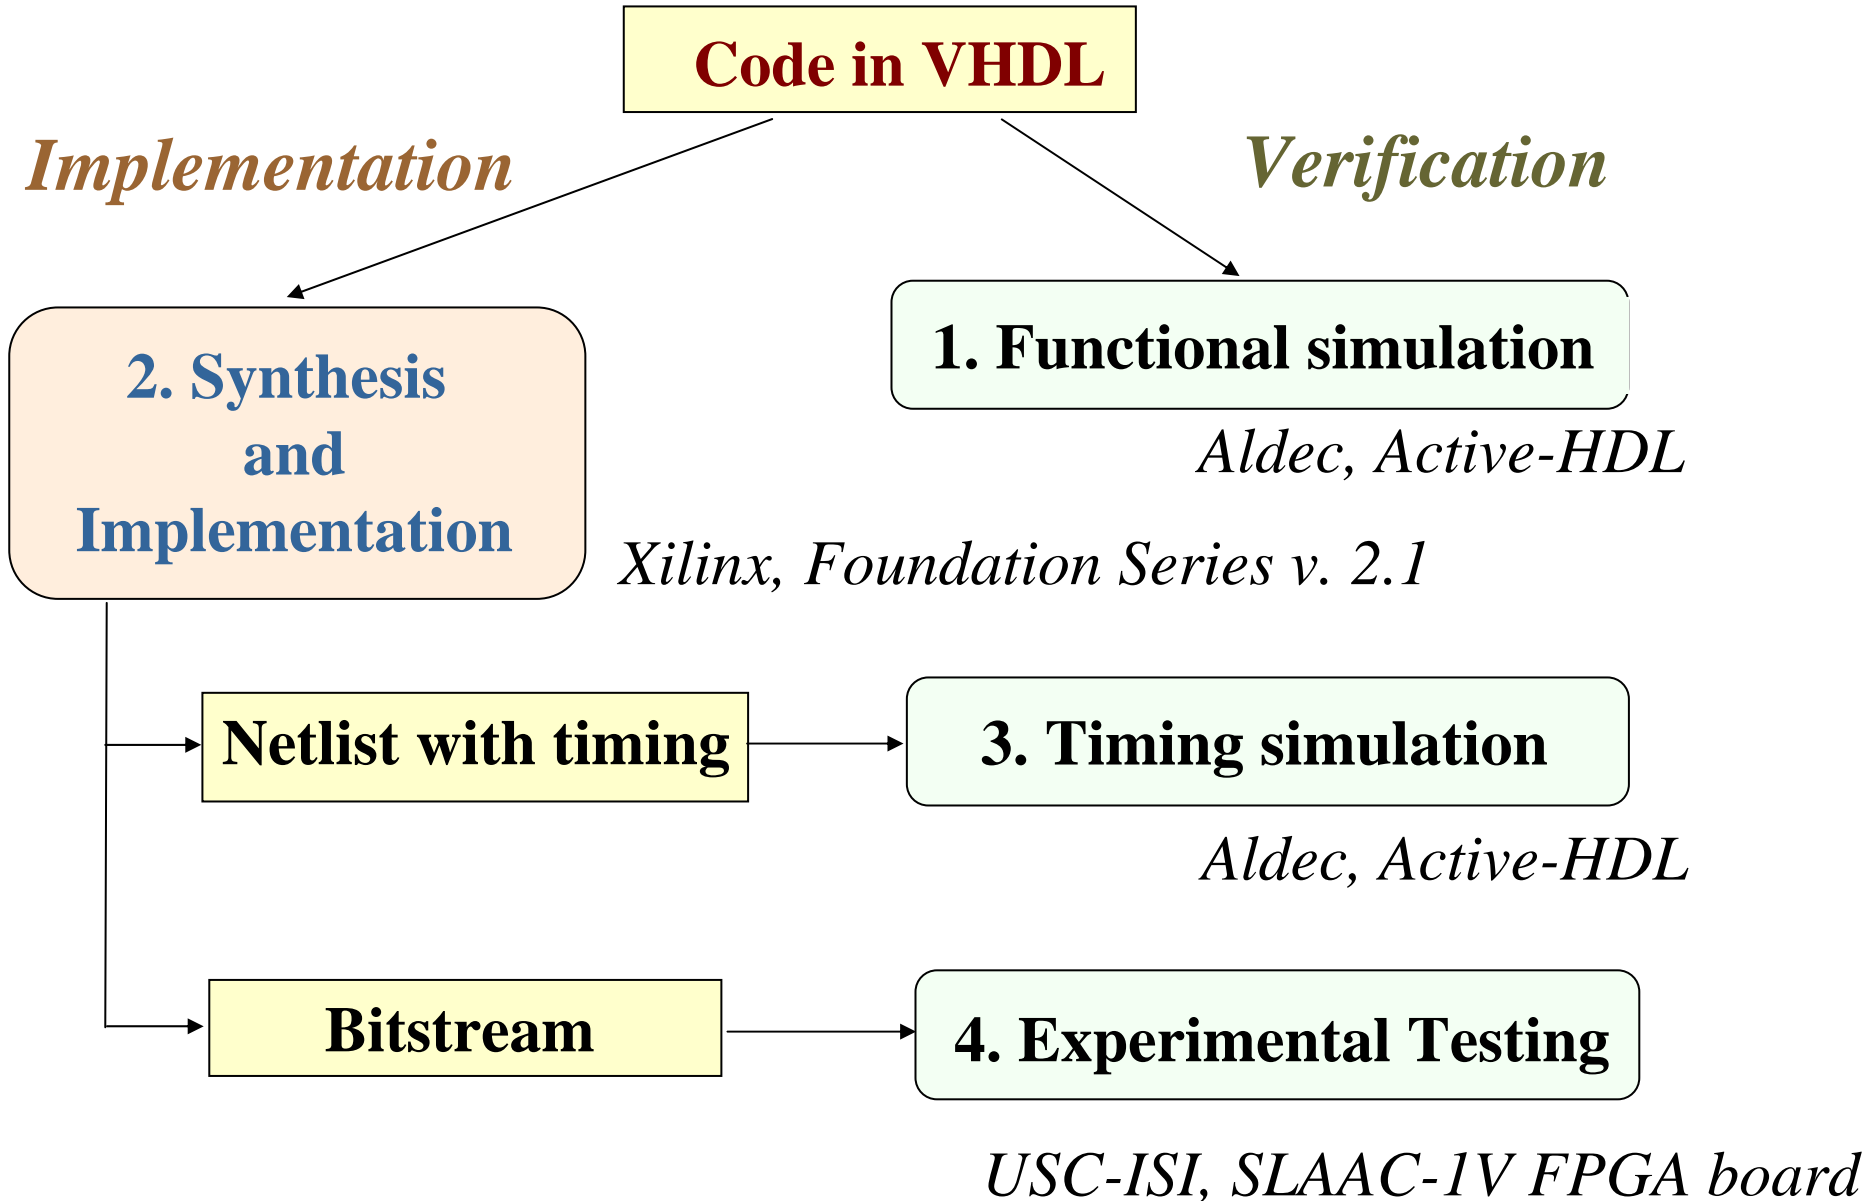 Code in VHDL
Implementation
Verification
1. Functional simulation
2. Synthesis
and
Implementation
Aldec, Active-HDL
Xilinx, Foundation Series v. 2.1
Netlist with timing
3. Timing simulation
Aldec, Active-HDL
Bitstream
4. Experimental Testing
USC-ISI, SLAAC-1V FPGA board